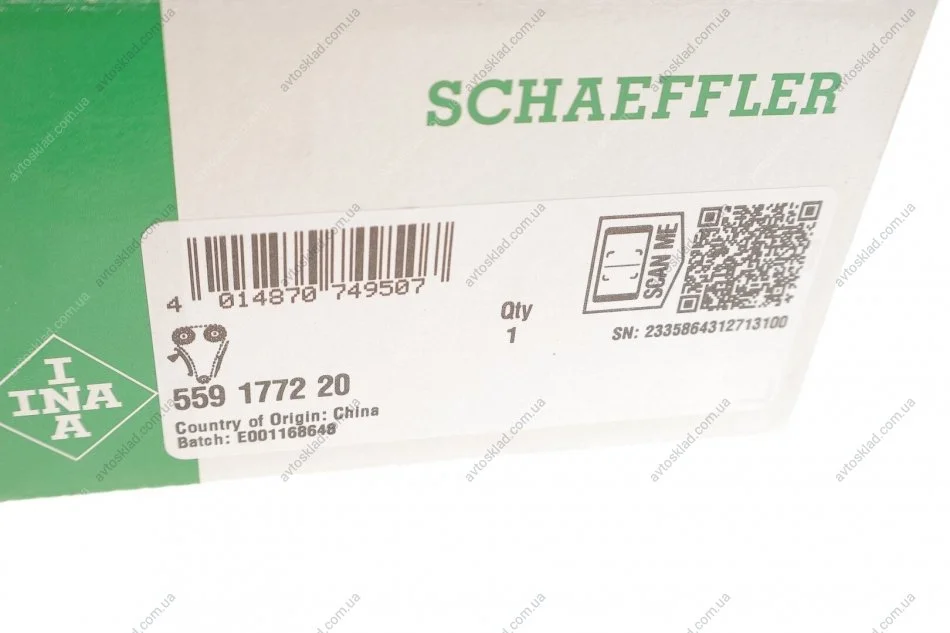 SCHAEFFLER
4 014870 749507
Qty
1
SCAN ME
SN: 2335864312713100
559 1772 20
Country of Origin: China
Batch: E001168648
I
INA
A
avtosklad.com.ua